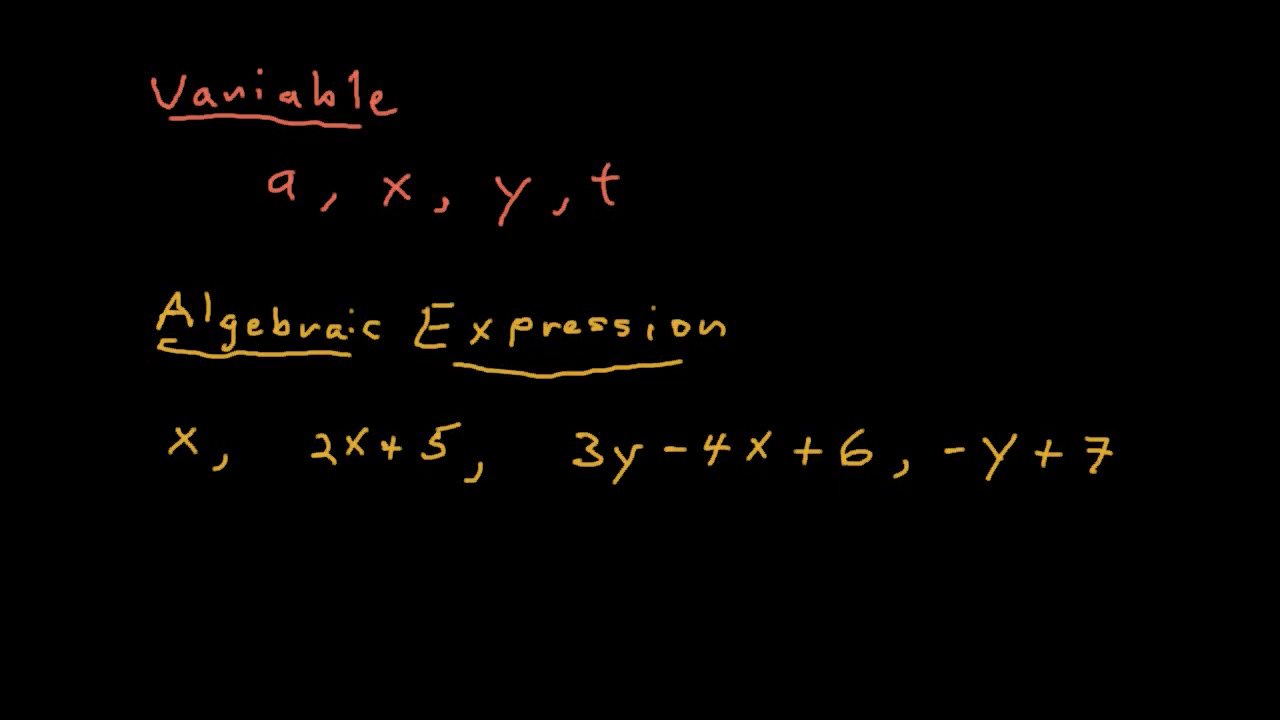 Variable
a, x, y, t
Algebraic Expression
x, 2x+5, 3y-4x+6, -y+7